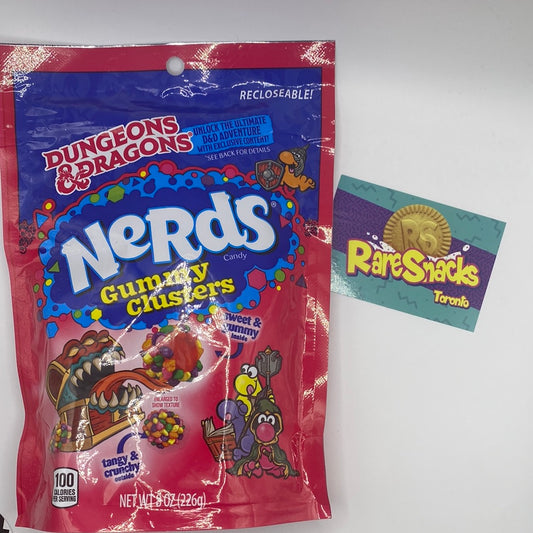 RECLOSEABLE!
DUNGEONS
& DRAGONS®
UNLOCK THE ULTIMATE
D&D ADVENTURE
WITH EXCLUSIVE CONTENT!
*SEE BACK FOR DETAILS
NeRdS®
Candy
Gummy
Clusters
sweet &
gummy
inside
ENLARGED TO
SHOW TEXTURE
tangy &
crunchy
outside
100
CALORIES
PER SERVING
NET WT 8 OZ (226g)
RS
RareSnacks
Toronto